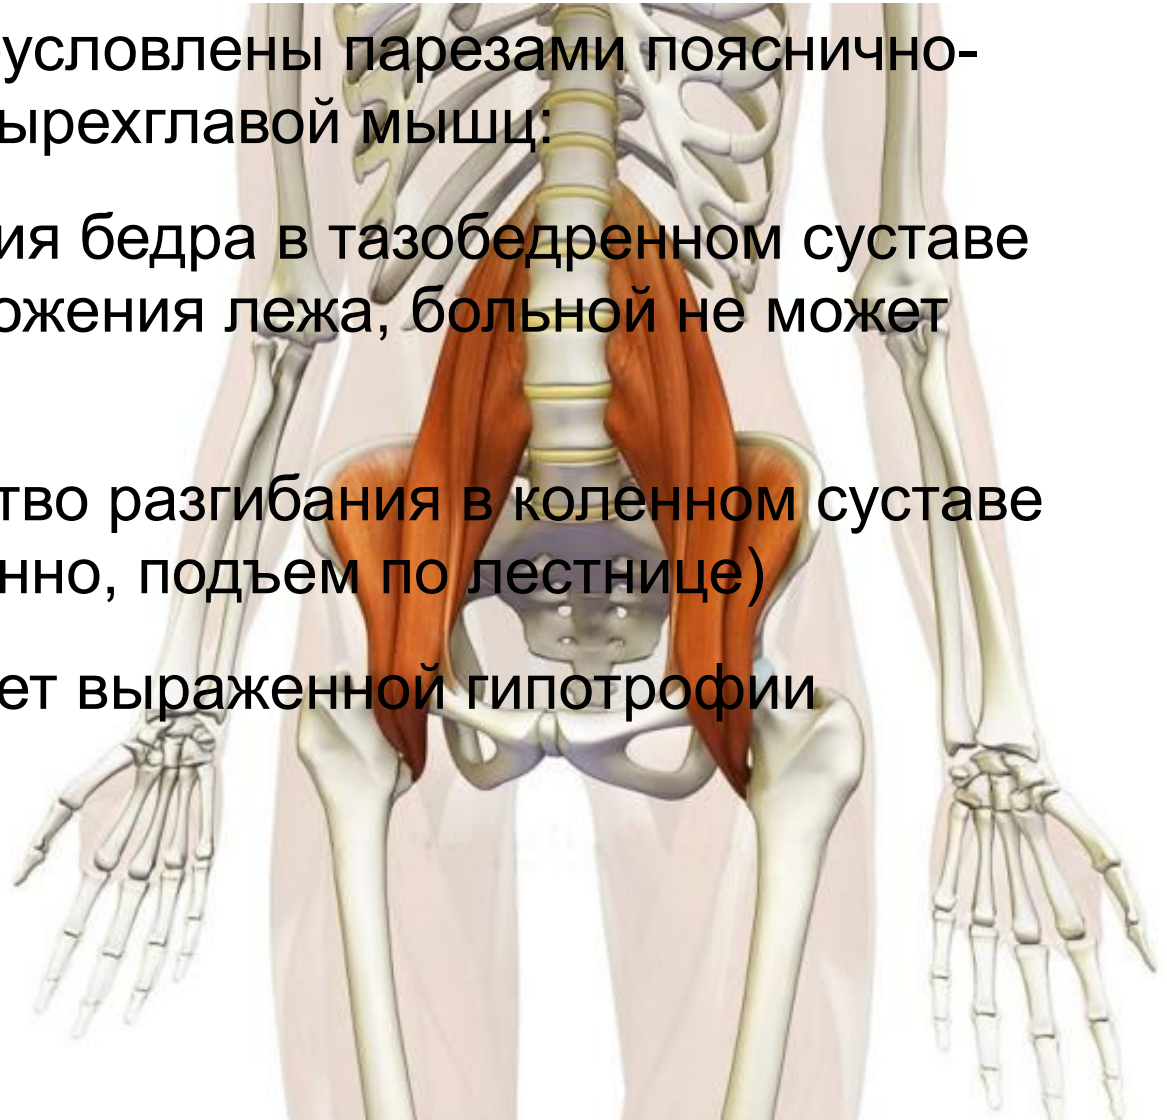 условлены парезами пояснично-
ырехглавой мышц:
ия бедра в тазобедренном суставе
ожения лежа, больной не может
тво разгибания в коленном суставе
нно, подъем по лестнице)
ет выраженной гипотрофии